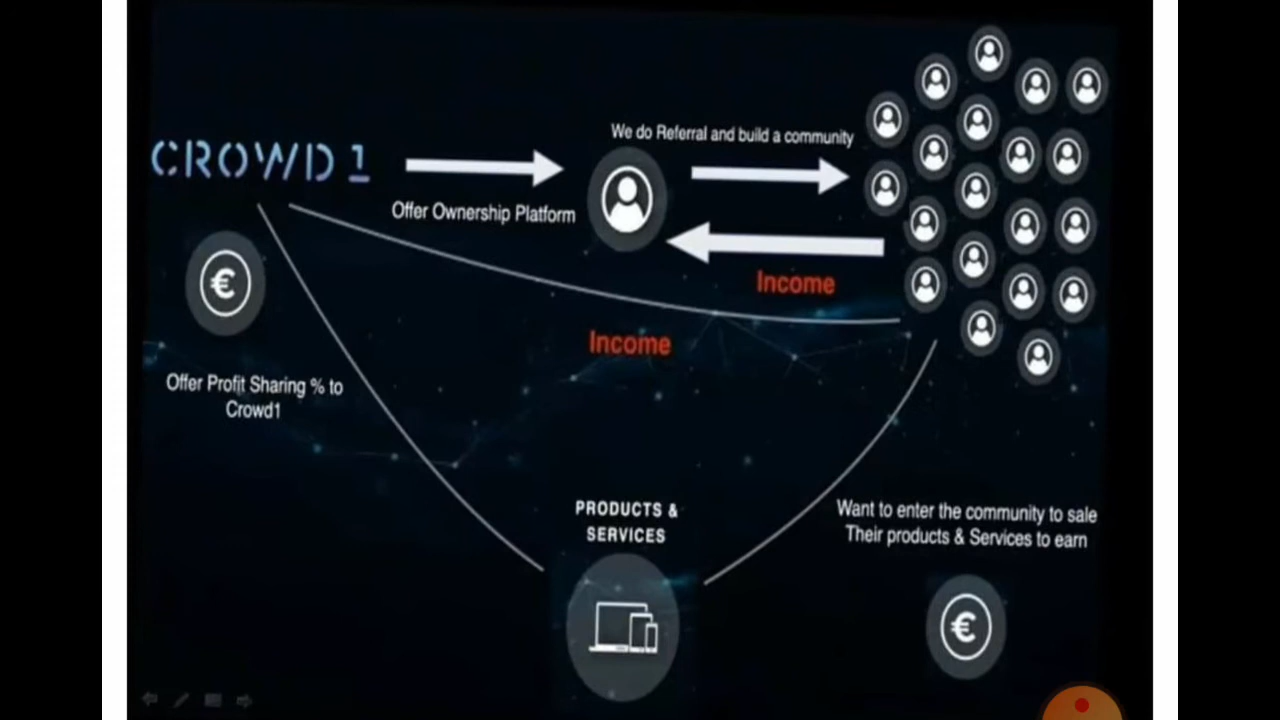 CROWD1
We do Referral and build a community
Offer Ownership Platform
Income
Income
€
Offer Profit Sharing % to
Crowd1
PRODUCTS &
SERVICES
Want to enter the community to sale
Their products & Services to earn
€